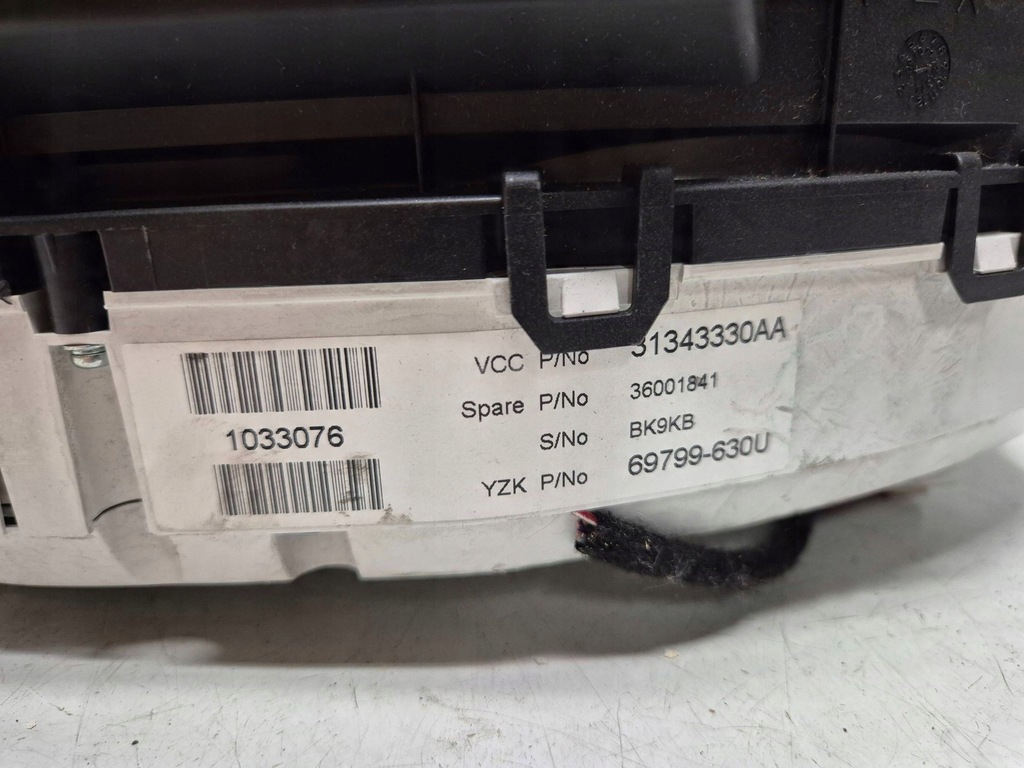 VCC P/No 31343330AA
Spare P/No 36001841
S/No BK9KB
YZK P/No 69799-630U
1033076